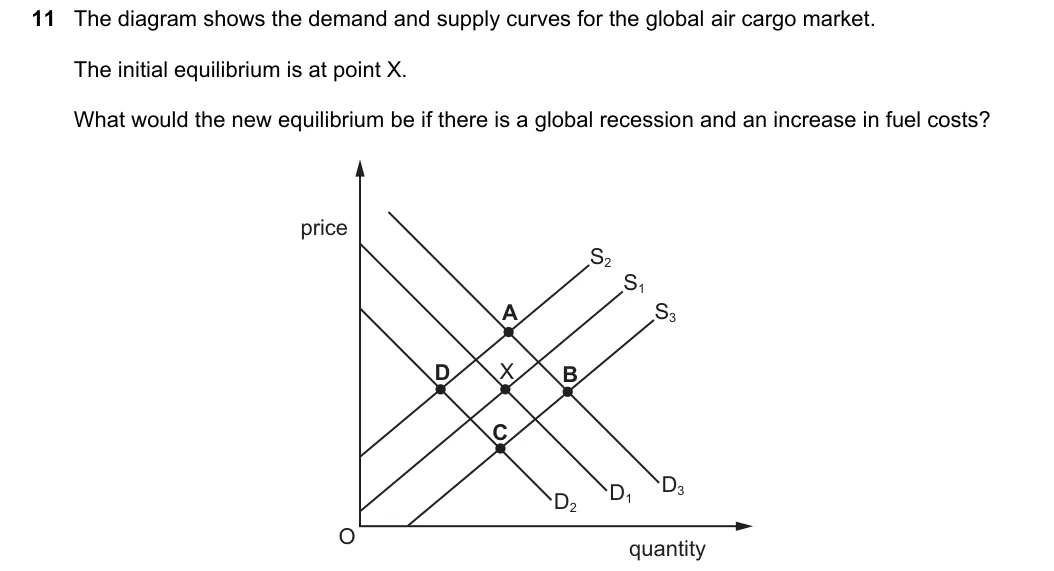 11 The diagram shows the demand and supply curves for the global air cargo market.
The initial equilibrium is at point X.
What would the new equilibrium be if there is a global recession and an increase in fuel costs?
price
S₂
S₁
S₃
A
D
X
B
C
D₃
D₁
D₂
O
quantity